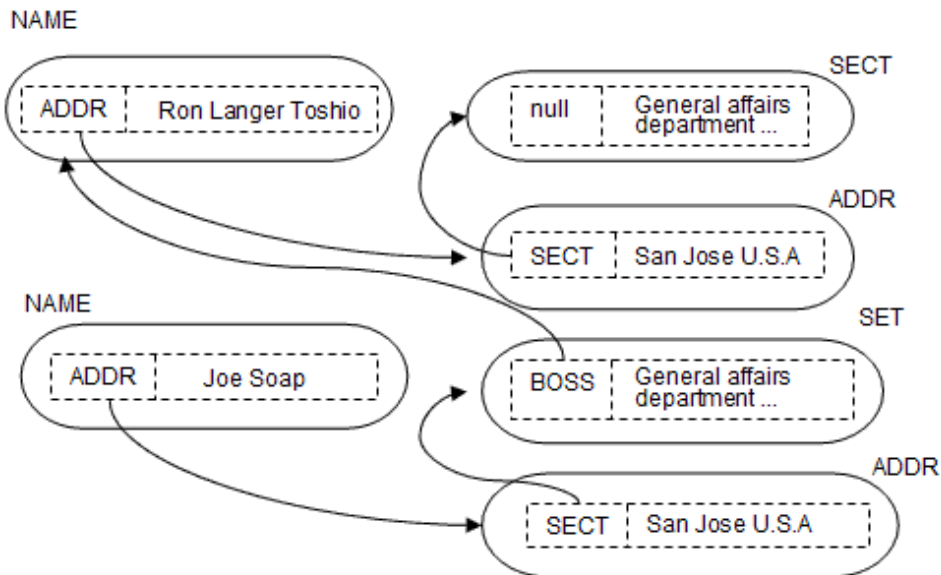 NAME
ADDR Ron Langer Toshio
SECT
null General affairs
department ...
ADDR
SECT San Jose U.S.A
NAME
ADDR Joe Soap
SET
BOSS General affairs
department ...
ADDR
SECT San Jose U.S.A